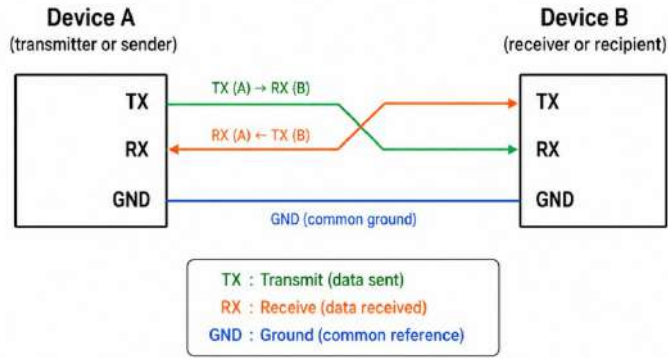 Device A
(transmitter or sender)
Device B
(receiver or recipient)
TX
TX (A) → RX (B)
TX
RX
RX (A) ← TX (B)
RX
GND
GND (common ground)
GND
TX : Transmit (data sent)
RX : Receive (data received)
GND : Ground (common reference)